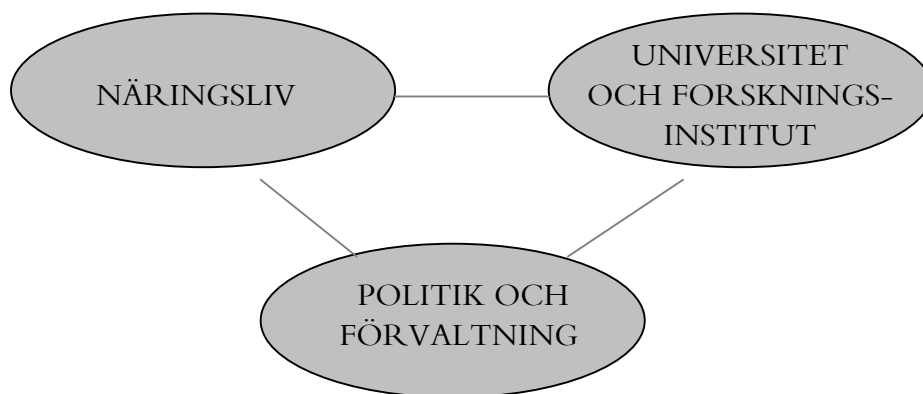 NÄRINGSLIV
UNIVERSITET
OCH FORSKNINGS-
INSTITUT
POLITIK OCH
FÖRVALTNING